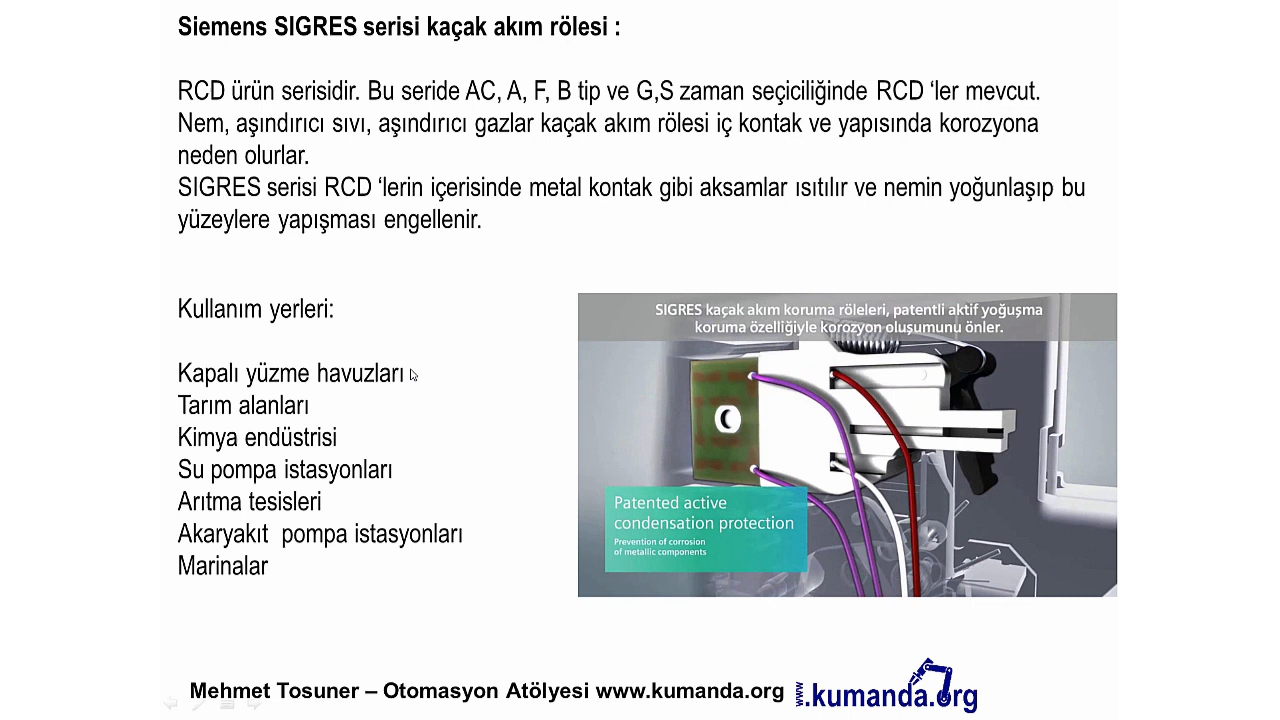 Siemens SIGRES serisi kaçak akım rölesi :
RCD ürün serisidir. Bu seride AC, A, F, B tip ve G,S zaman seçiciliğinde RCD ‘ler mevcut.
Nem, aşındırıcı sıvı, aşındırıcı gazlar kaçak akım rölesi iç kontak ve yapısında korozyona
neden olurlar.
SIGRES serisi RCD ‘lerin içerisinde metal kontak gibi aksamlar ısıtılır ve nemin yoğunlaşıp bu
yüzeylere yapışması engellenir.
Kullanım yerleri:
Kapalı yüzme havuzları
Tarım alanları
Kimya endüstrisi
Su pompa istasyonları
Arıtma tesisleri
Akaryakıt  pompa istasyonları
Marinalar
SIGRES kaçak akım koruma röleleri, patentli aktif yoğuşma
koruma özelliğiyle korozyon oluşumunu önler.
Patented active
condensation protection
Prevention of corrosion
of metallic components
Mehmet Tosuner – Otomasyon Atölyesi www.kumanda.org
www.kumanda.org